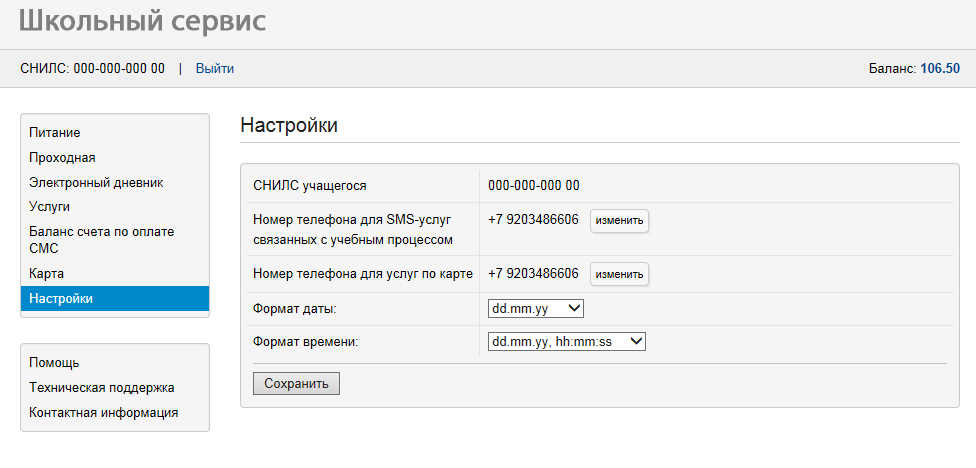 Школьный сервис
СНИЛС: 000-000-000 00 | Выйти Баланс: 106.50
Питание
Проходная
Электронный дневник
Услуги
Баланс счета по оплате
СМС
Карта
Настройки
Помощь
Техническая поддержка
Контактная информация
Настройки
СНИЛС учащегося 000-000-000 00
Номер телефона для SMS-услуг
связанных с учебным процессом
+7 9203486606 изменить
Номер телефона для услуг по карте +7 9203486606 изменить
Формат даты: dd.mm.yy
Формат времени: dd.mm.yy, hh:mm:ss
Сохранить